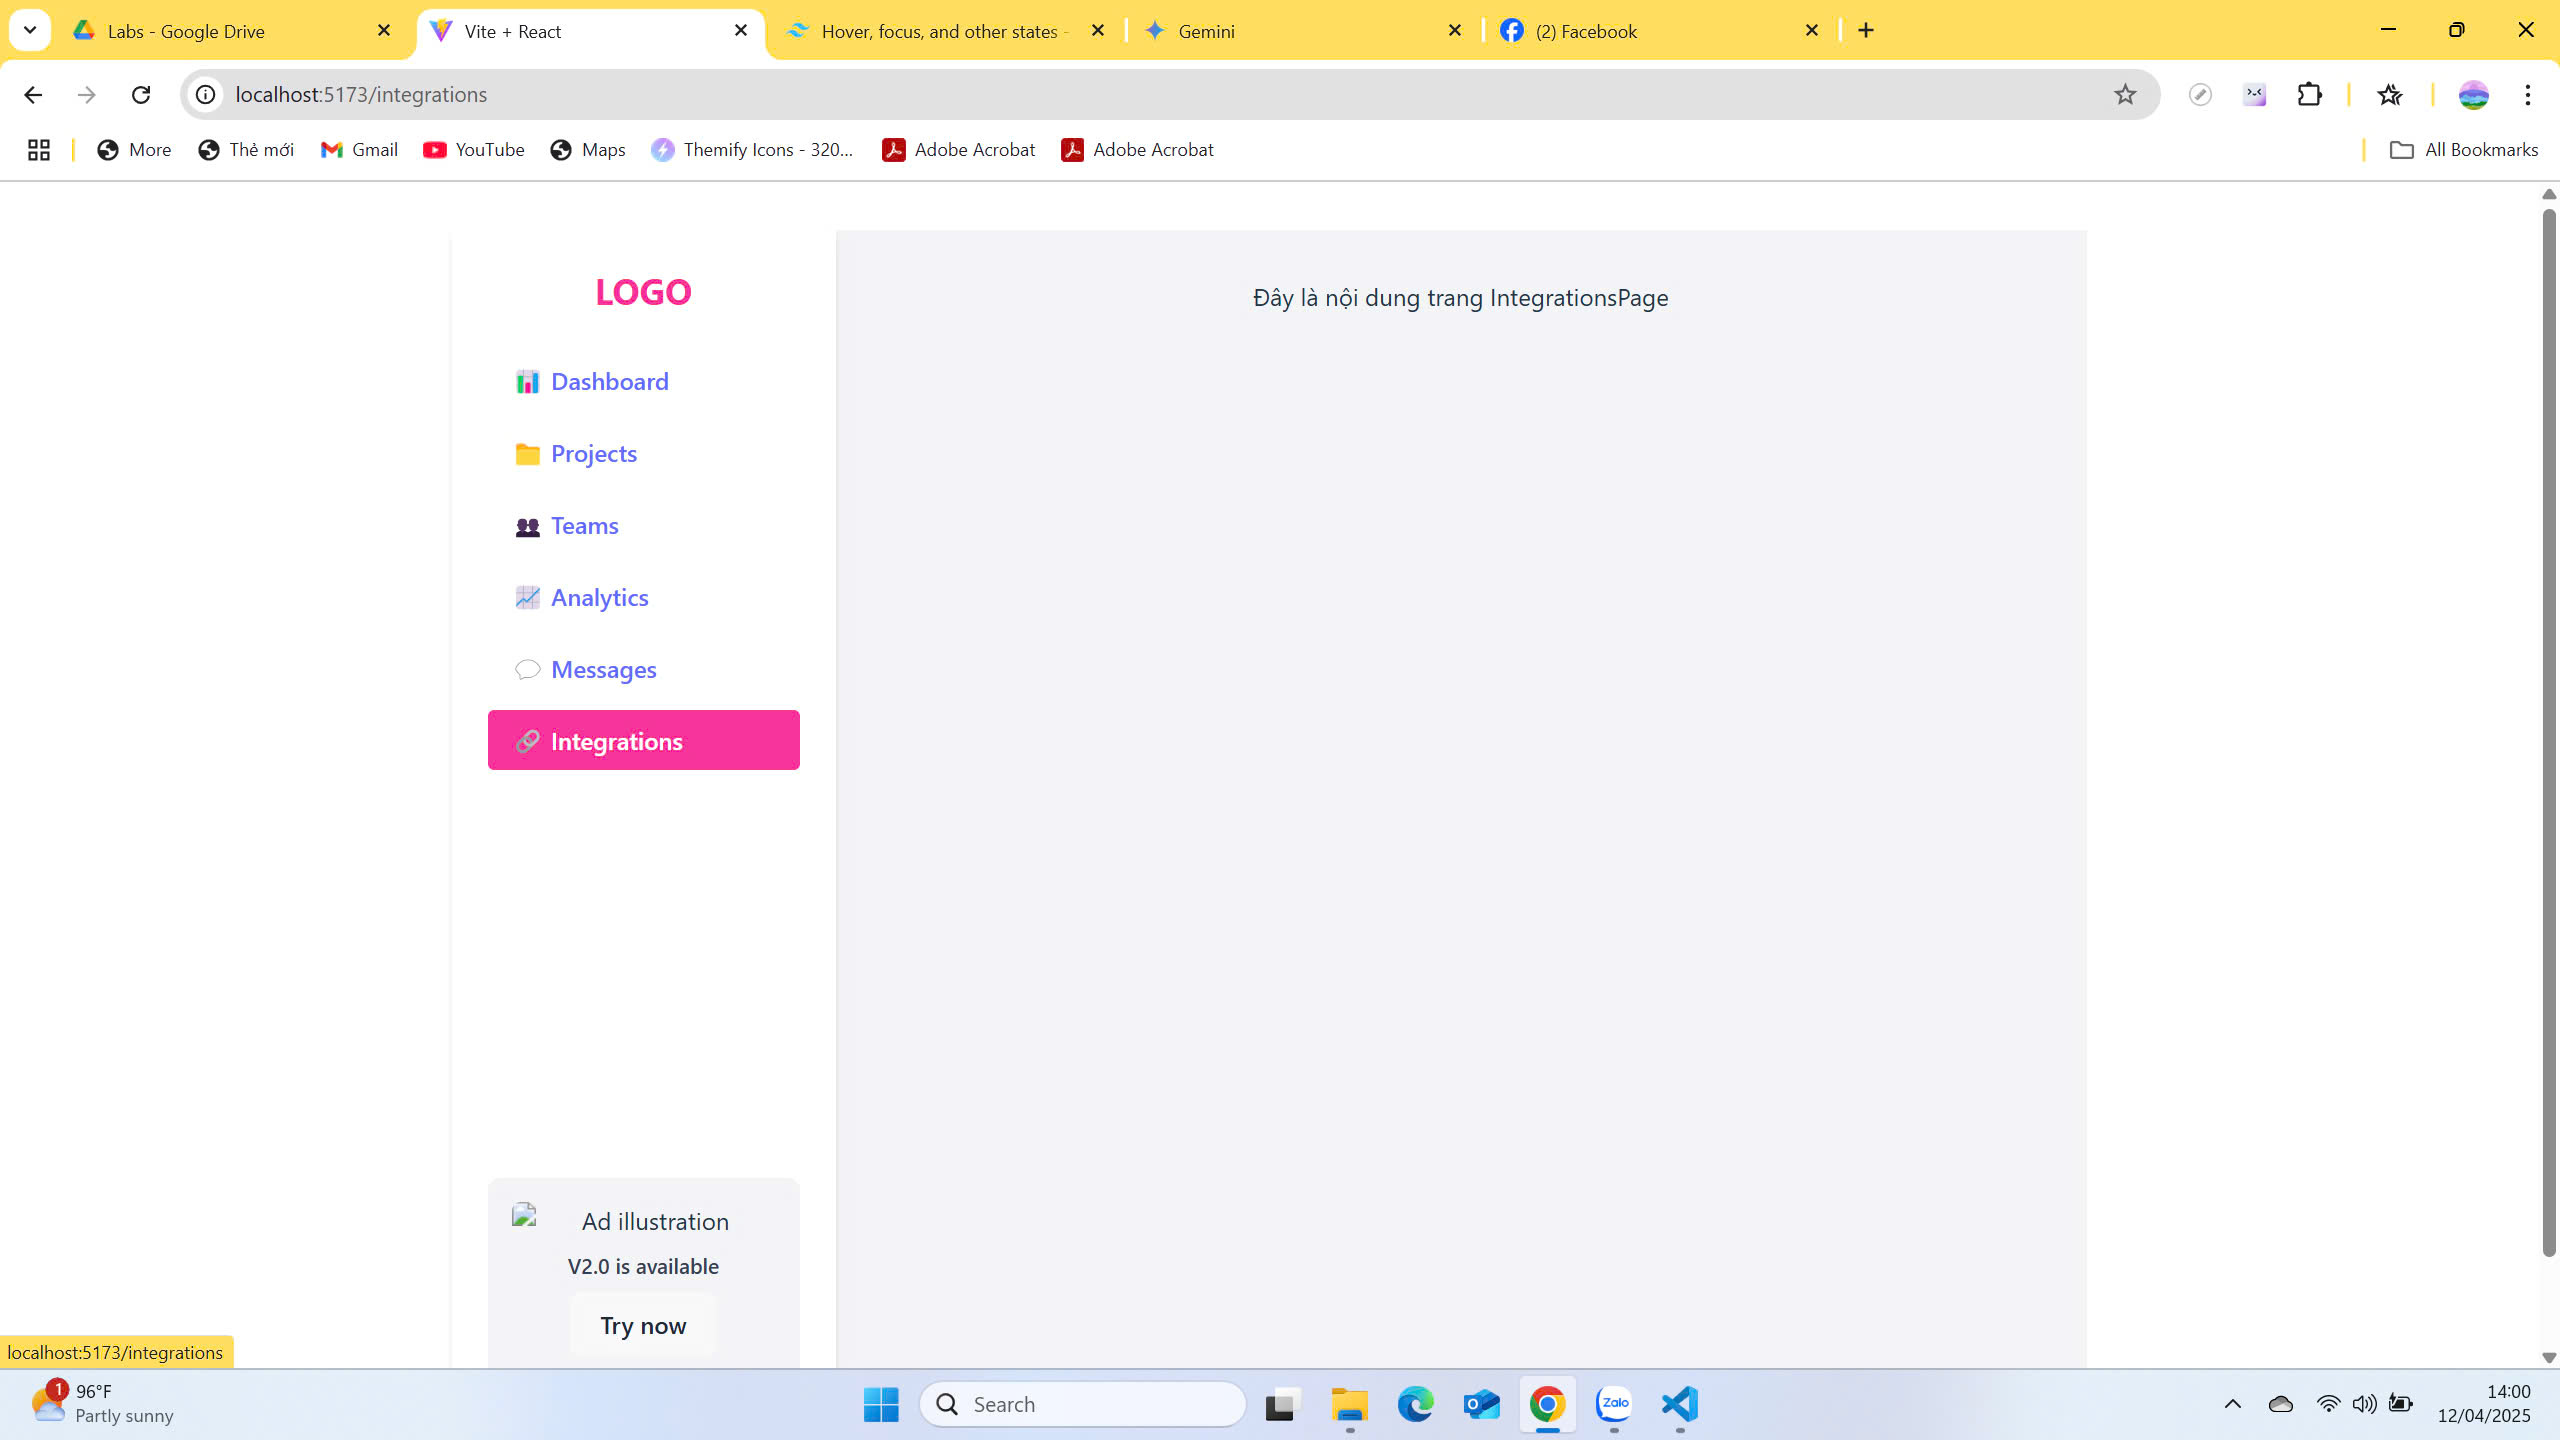 Labs - Google Drive
Vite + React
Hover, focus, and other states -
Gemini
(2) Facebook
localhost:5173/integrations
More
Thẻ mới
Gmail
YouTube
Maps
Themify Icons - 320...
Adobe Acrobat
Adobe Acrobat
All Bookmarks
LOGO
Đây là nội dung trang IntegrationsPage
Dashboard
Projects
Teams
Analytics
Messages
Integrations
Ad illustration
V2.0 is available
Try now
localhost:5173/integrations
1
96°F
Partly sunny
Search
Zalo
14:00
12/04/2025